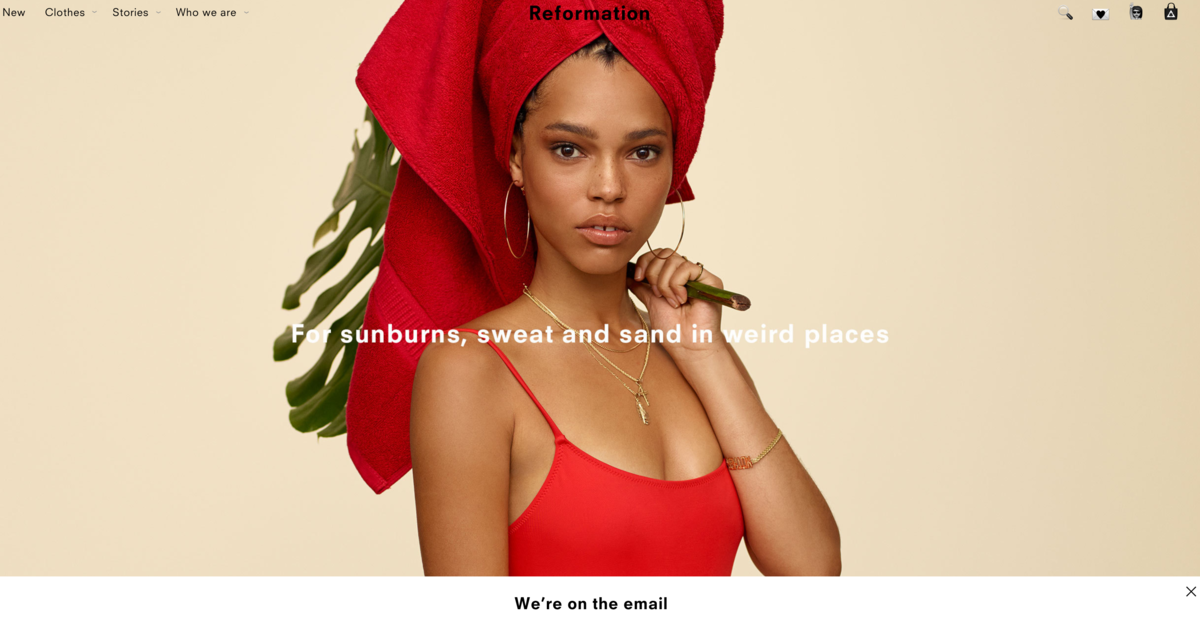 New Clothes Stories Who we are Reformation
For sunburns, sweat and sand in weird places
We're on the email